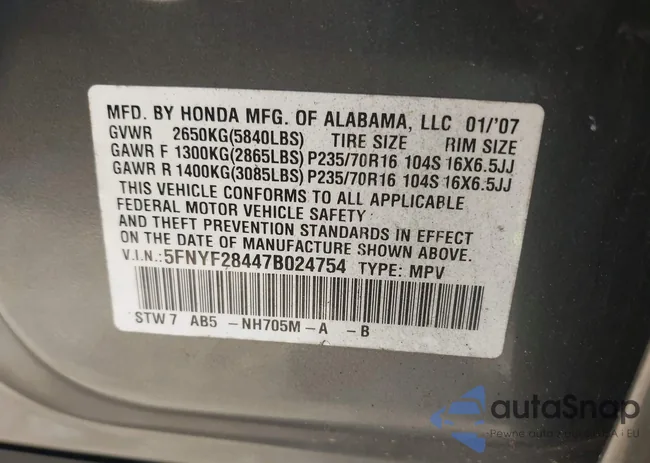 MFD. BY HONDA MFG. OF ALABAMA, LLC 01/'07
GVWR 2650KG(5840LBS) TIRE SIZE RIM SIZE
GAWR F 1300KG(2865LBS) P235/70R16 104S 16X6.5JJ
GAWR R 1400KG(3085LBS) P235/70R16 104S 16X6.5JJ
THIS VEHICLE CONFORMS TO ALL APPLICABLE
FEDERAL MOTOR VEHICLE SAFETY
AND THEFT PREVENTION STANDARDS IN EFFECT
ON THE DATE OF MANUFACTURE SHOWN ABOVE.
V.I.N.:5FNYF28447B024754 TYPE: MPV
STW7 AB5 -NH705M-A -B
autoSnap
Pewne auto z